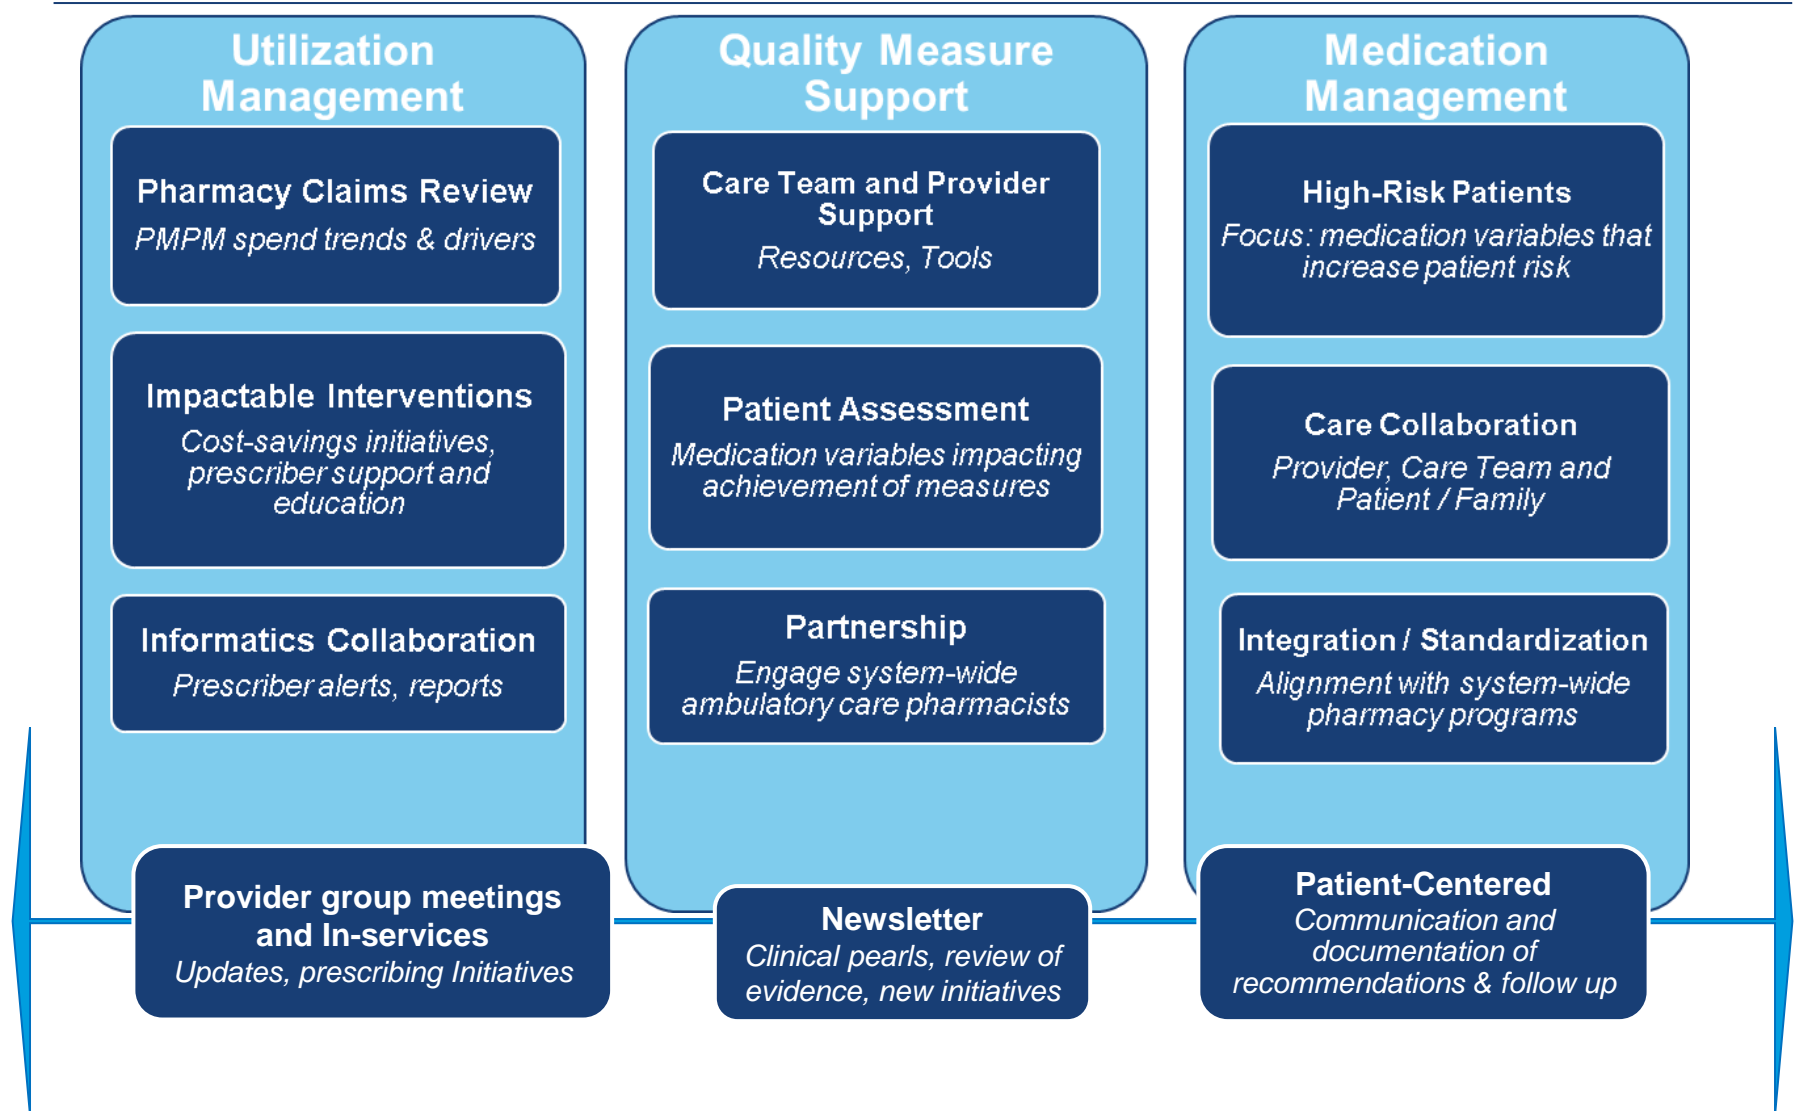 Utilization
Management
Pharmacy Claims Review
PMPM spend trends & drivers
Impactable Interventions
Cost-savings initiatives,
prescriber support and
education
Informatics Collaboration
Prescriber alerts, reports
Quality Measure
Support
Care Team and Provider
Support
Resources, Tools
Patient Assessment
Medication variables impacting
achievement of measures
Partnership
Engage system-wide
ambulatory care pharmacists
Medication
Management
High-Risk Patients
Focus: medication variables that
increase patient risk
Care Collaboration
Provider, Care Team and
Patient / Family
Integration / Standardization
Alignment with system-wide
pharmacy programs
Provider group meetings
and In-services
Updates, prescribing Initiatives
Newsletter
Clinical pearls, review of
evidence, new initiatives
Patient-Centered
Communication and
documentation of
recommendations & follow up